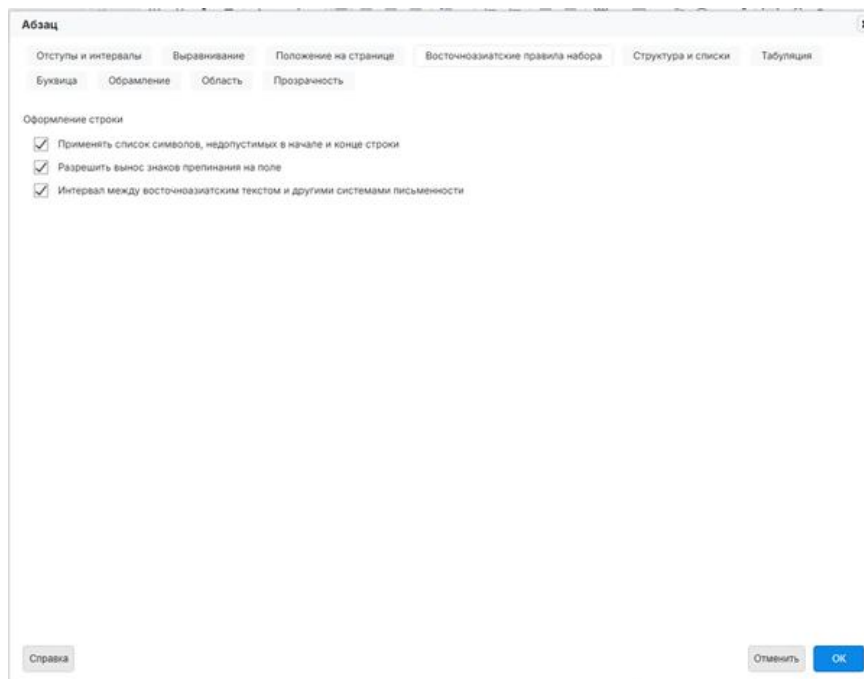 Абзац
Отступы и интервалы Выравнивание Положение на странице Восточноазиатские правила набора Структура и списки Табуляция
Буквица Обрамление Область Прозрачность
Оформление строки
Применять список символов, недопустимых в начале и конце строки
Разрешить вынос знаков препинания на поле
Интервал между восточноазиатским текстом и другими системами письменности
Справка Отменить ОК